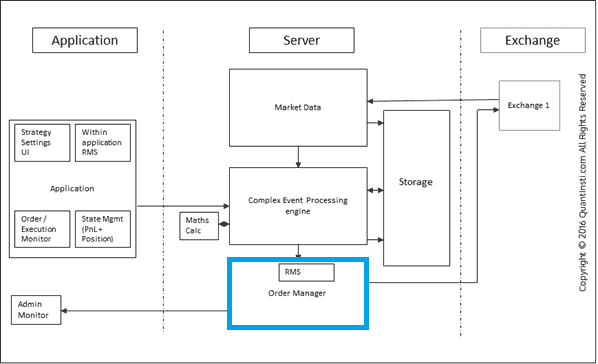 Application
Server
Exchange
Market Data
Exchange 1
Strategy
Settings
UI
Within
application
RMS
Application
Order /
Execution
Monitor
State Mgmt
(PnL+
Position)
Maths
Calc
Complex Event Processing
engine
Storage
RMS
Order Manager
Admin
Monitor
Copyright © 2016 QuantInsti.com All Rights Reserved